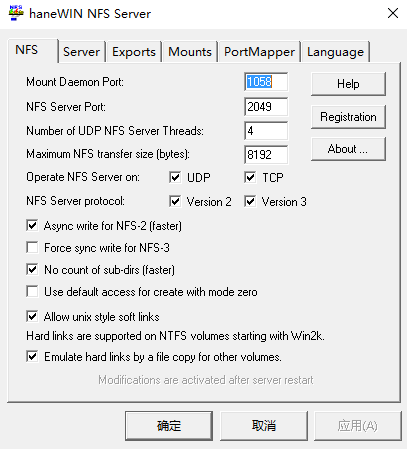 haneWIN NFS Server
NFS Server Exports Mounts PortMapper Language
Mount Daemon Port: 1058 Help
NFS Server Port: 2049 Registration
Number of UDP NFS Server Threads: 4
Maximum NFS transfer size (bytes): 8192 About ...
Operate NFS Server on: UDP TCP
NFS Server protocol: Version 2 Version 3
Async write for NFS-2 (faster)
Force sync write for NFS-3
No count of sub-dirs (faster)
Use default access for create with mode zero
Allow unix style soft links
Hard links are supported on NTFS volumes starting with Win2k.
Emulate hard links by a file copy for other volumes.
Modifications are activated after server restart
确定 取消 应用(A)